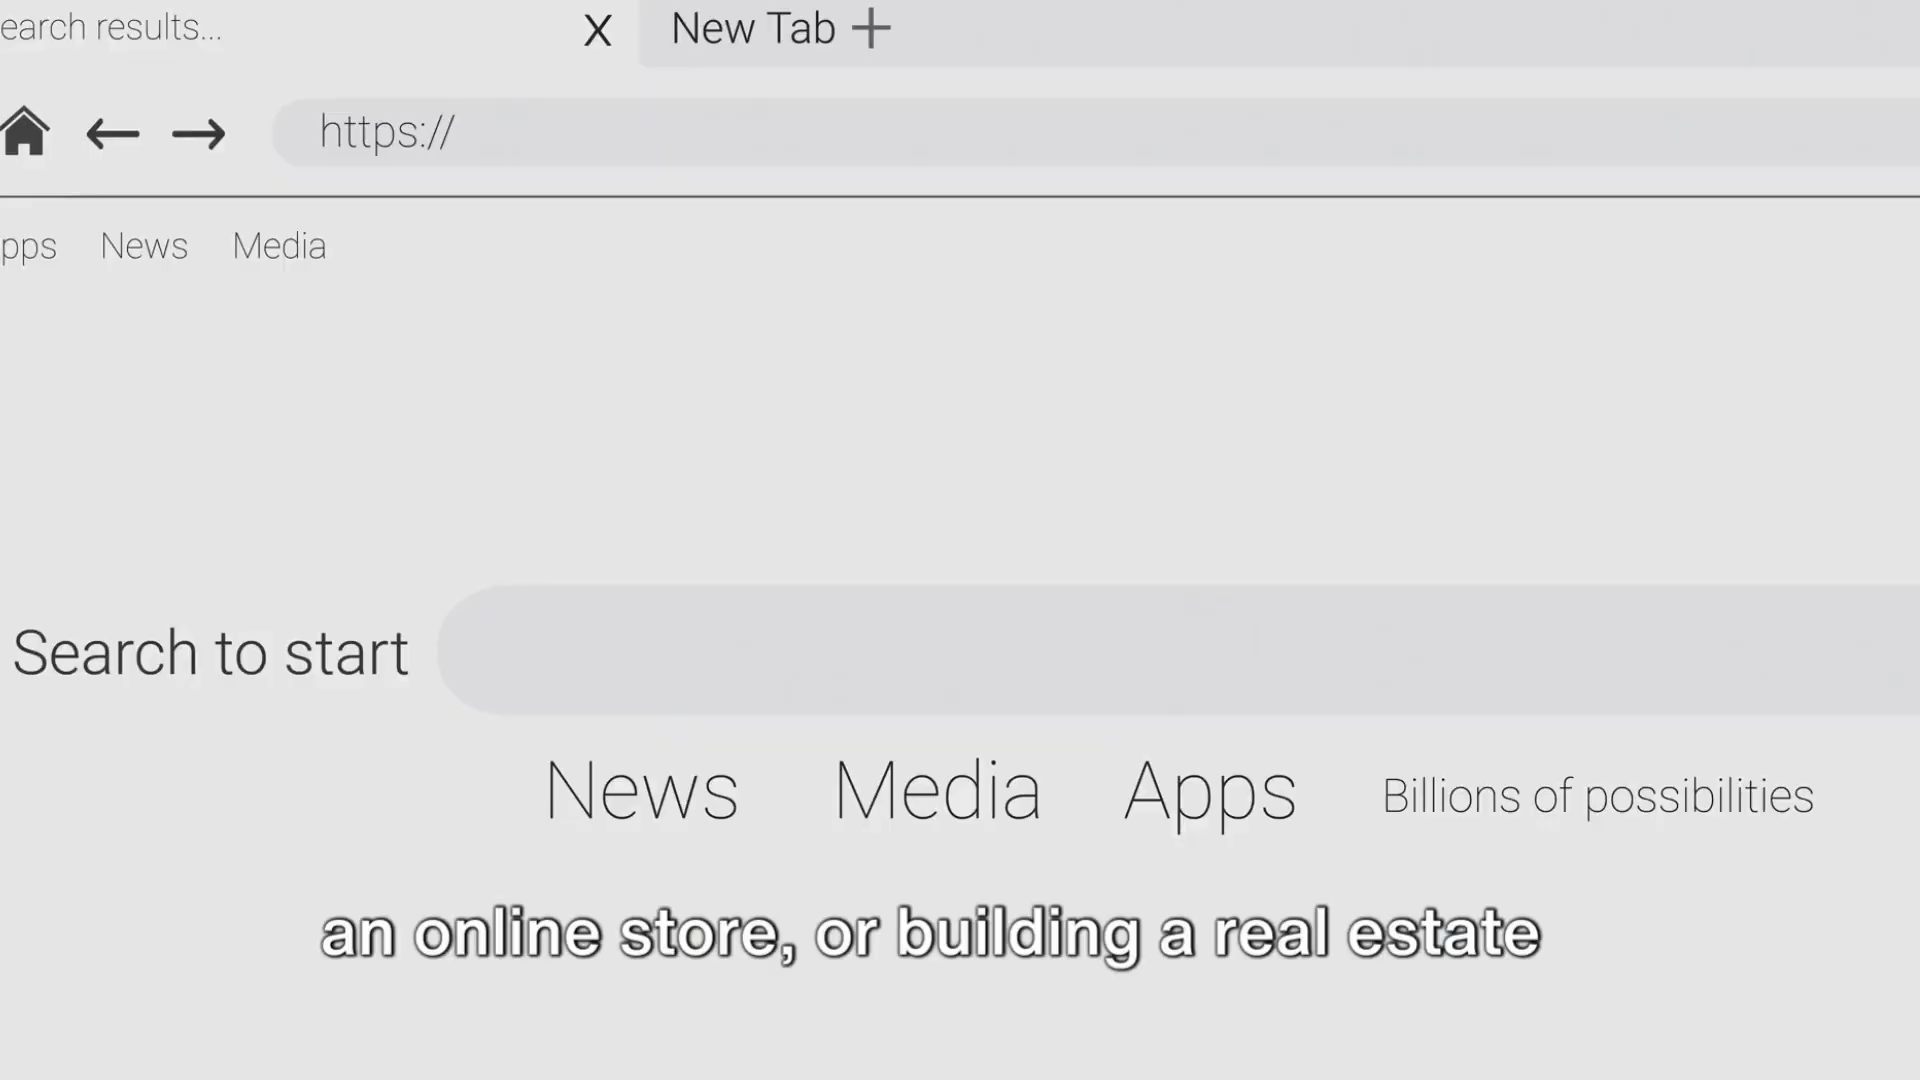 earch results...
X
New Tab +
https://
pps News Media
Search to start
News Media Apps Billions of possibilities
an online store, or building a real estate